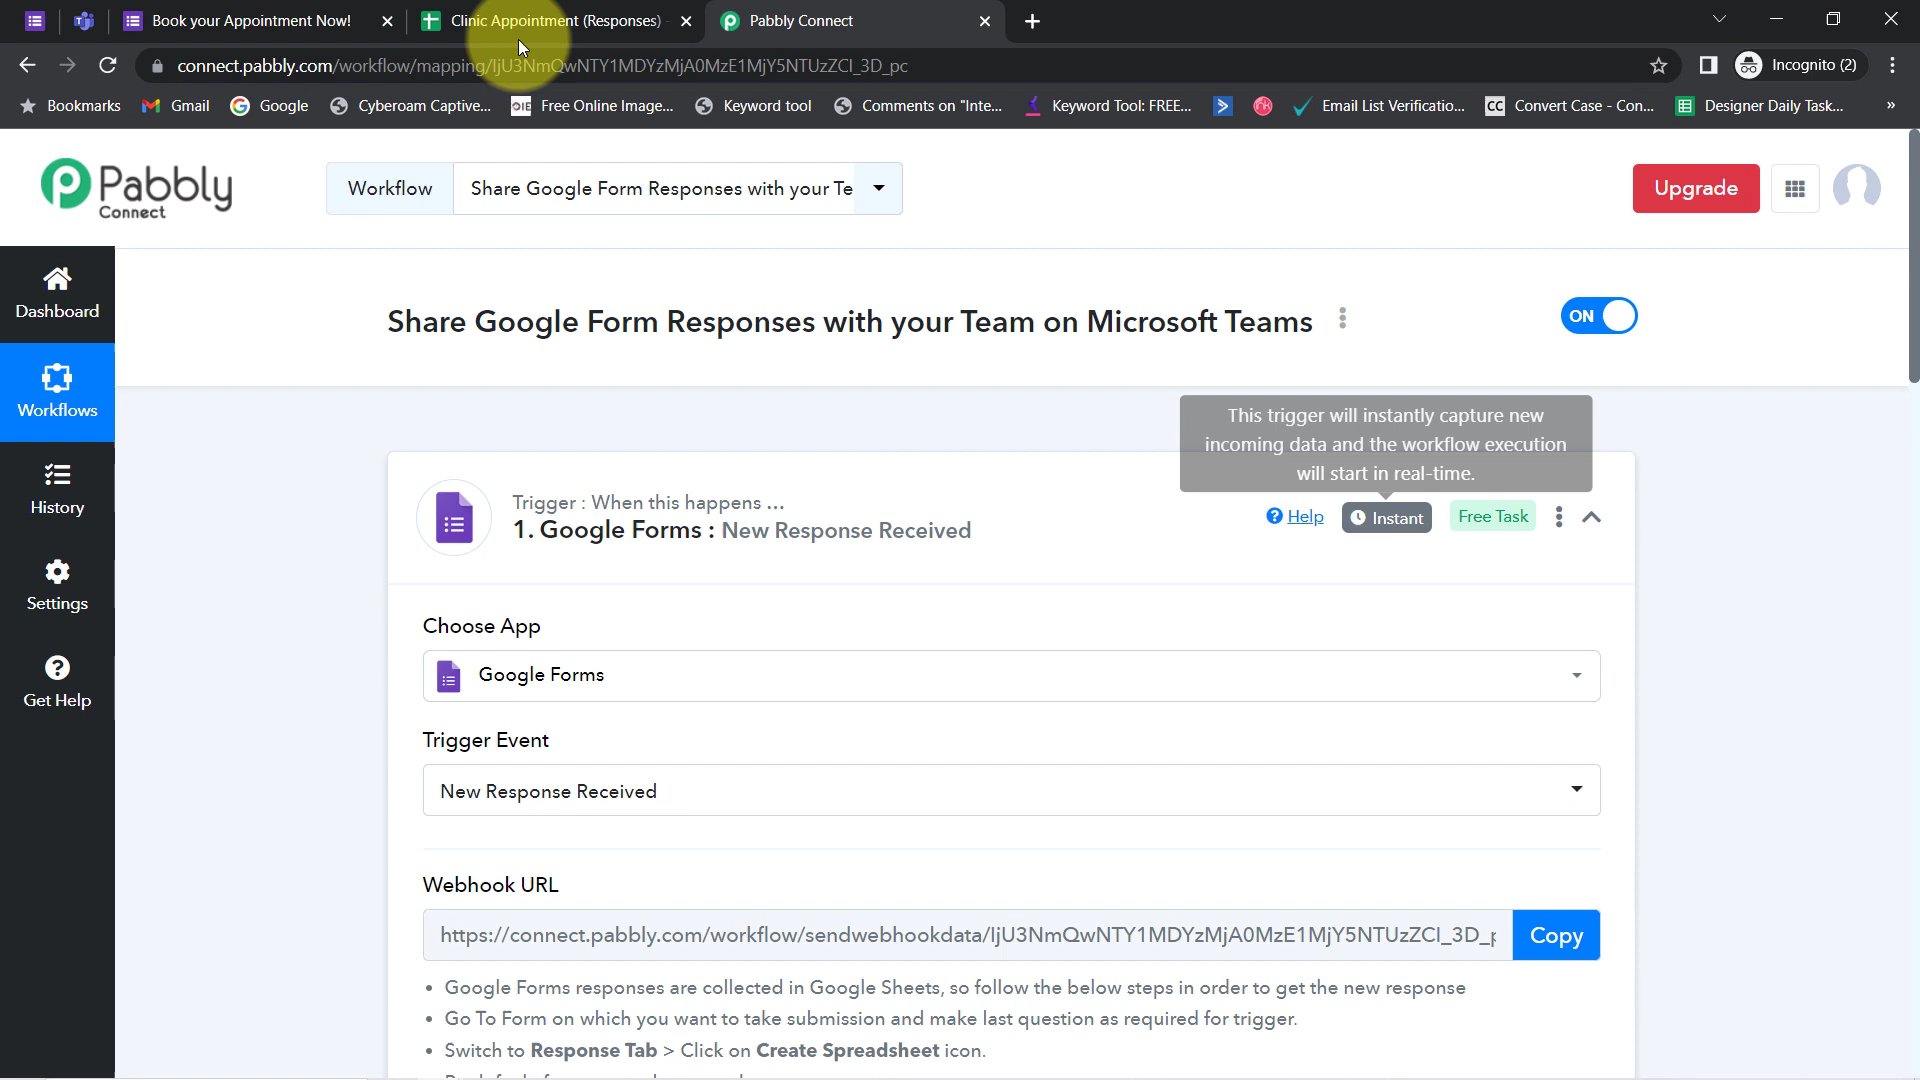 Book your Appointment Now!
Clinic Appointment (Responses)
Pabbly Connect
connect.pabbly.com/workflow/mapping/IjU3NmQwNTY1MDYzMjA0MzE1MjY5NTUzZCI_3D_pc
Incognito (2)
Bookmarks
Gmail
Google
Cyberoam Captive...
Free Online Image...
Keyword tool
Comments on "Inte...
Keyword Tool: FREE...
Email List Verificatio...
CC
Convert Case - Con...
Designer Daily Task...
»
Pabbly
Connect
Workflow
Share Google Form Responses with your Te
Upgrade
Dashboard
Workflows
History
Settings
Get Help
Share Google Form Responses with your Team on Microsoft Teams
ON
This trigger will instantly capture new
incoming data and the workflow execution
will start in real-time.
Trigger : When this happens ...
1. Google Forms : New Response Received
Help
Instant
Free Task
Choose App
Google Forms
Trigger Event
New Response Received
Webhook URL
https://connect.pabbly.com/workflow/sendwebhookdata/IjU3NmQwNTY1MDYzMjA0MzE1MjY5NTUzZCI_3D_p
Copy
• Google Forms responses are collected in Google Sheets, so follow the below steps in order to get the new response
• Go To Form on which you want to take submission and make last question as required for trigger.
• Switch to Response Tab > Click on Create Spreadsheet icon.